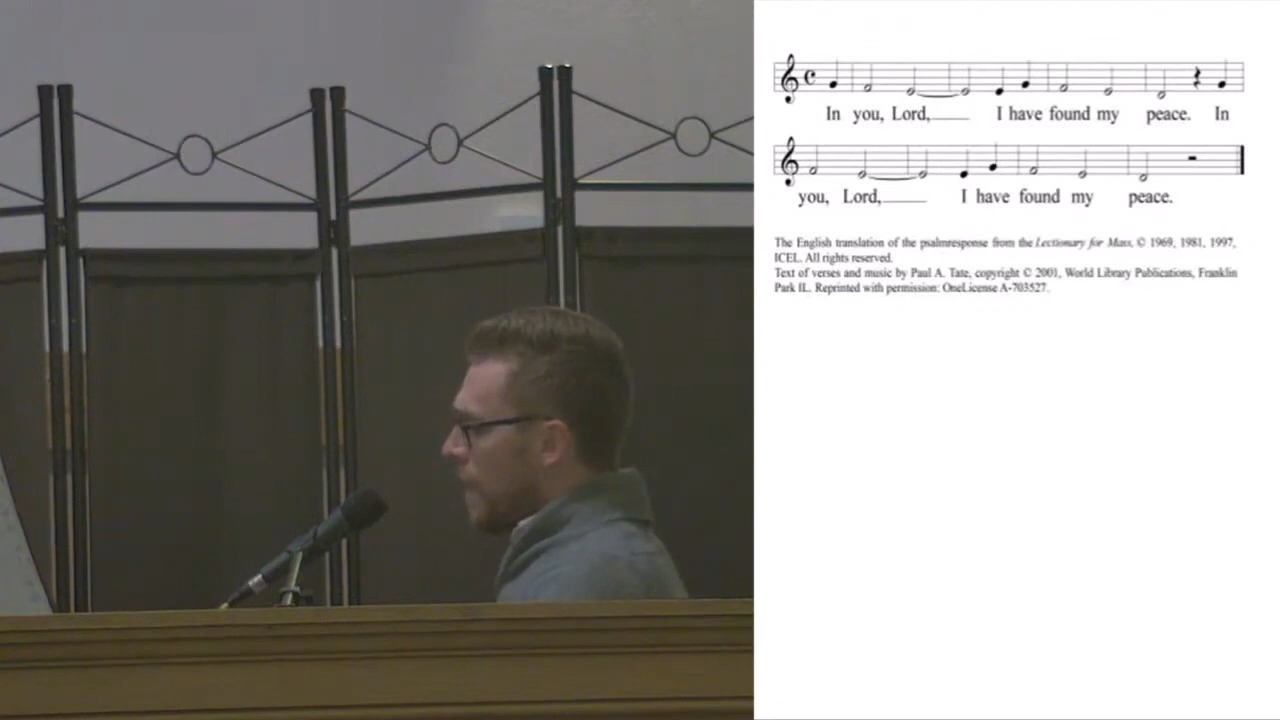 In you, Lord,____ I have found my peace. In
you, Lord,____ I have found my peace.
The English translation of the psalmresponse from the Lectionary for Mass, © 1969, 1981, 1997,
ICEL. All rights reserved.
Text of verses and music by Paul A. Tate, copyright © 2001, World Library Publications, Franklin
Park IL. Reprinted with permission: OneLicense A-703527.